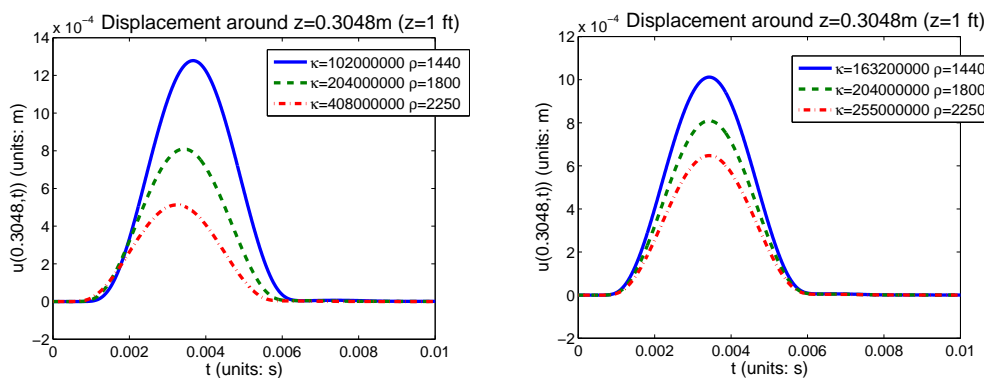 x 10⁻⁴ Displacement around z=0.3048m (z=1 ft)
14
12
10
8
6
4
2
0
−2
u(0.3048,t)) (units: m)
κ=102000000 ρ=1440
κ=204000000 ρ=1800
κ=408000000 ρ=2250
0 0.002 0.004 0.006 0.008 0.01
t (units: s)
x 10⁻⁴ Displacement around z=0.3048m (z=1 ft)
12
10
8
6
4
2
0
−2
u(0.3048,t)) (units: m)
κ=163200000 ρ=1440
κ=204000000 ρ=1800
κ=255000000 ρ=2250
0 0.002 0.004 0.006 0.008 0.01
t (units: s)